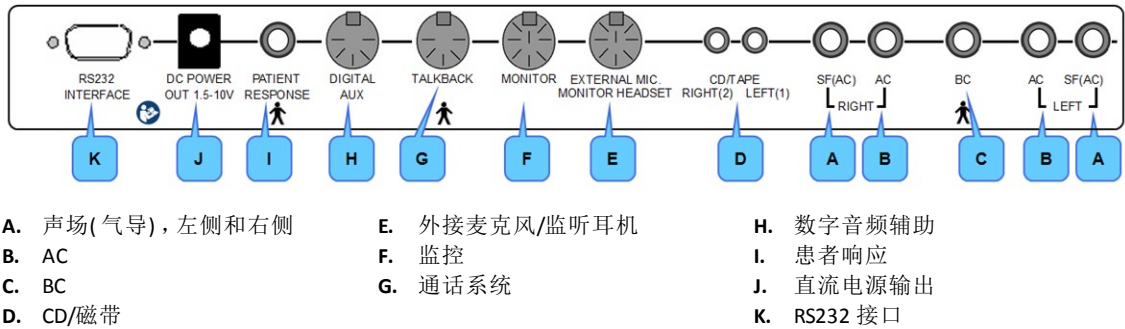 RS232 DC POWER PATIENT DIGITAL TALKBACK MONITOR EXTERNAL MIC. CD/TAPE SF(AC) AC BC AC SF(AC)
INTERFACE OUT 1.5-10V RESPONSE AUX MONITOR HEADSET RIGHT(2) LEFT(1)
RIGHT LEFT
K J I H G F E D A B C B A
A. 声场(气导)，左侧和右侧
B. AC
C. BC
D. CD/磁带
E. 外接麦克风/监听耳机
F. 监控
G. 通话系统
H. 数字音频辅助
I. 患者响应
J. 直流电源输出
K. RS232 接口